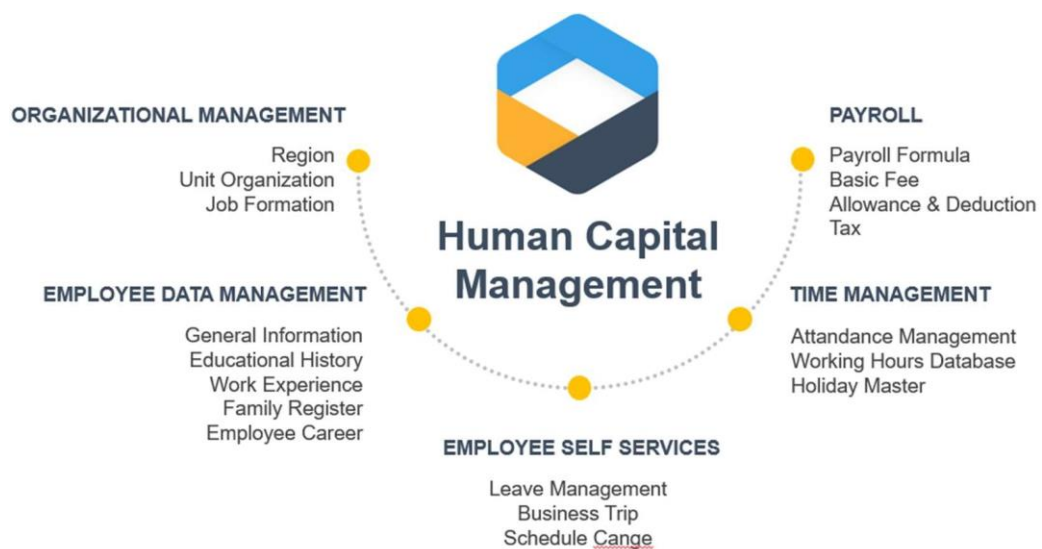 ORGANIZATIONAL MANAGEMENT
Region
Unit Organization
Job Formation
EMPLOYEE DATA MANAGEMENT
General Information
Educational History
Work Experience
Family Register
Employee Career
Human Capital
Management
EMPLOYEE SELF SERVICES
Leave Management
Business Trip
Schedule Cange
PAYROLL
Payroll Formula
Basic Fee
Allowance & Deduction
Tax
TIME MANAGEMENT
Attandance Management
Working Hours Database
Holiday Master